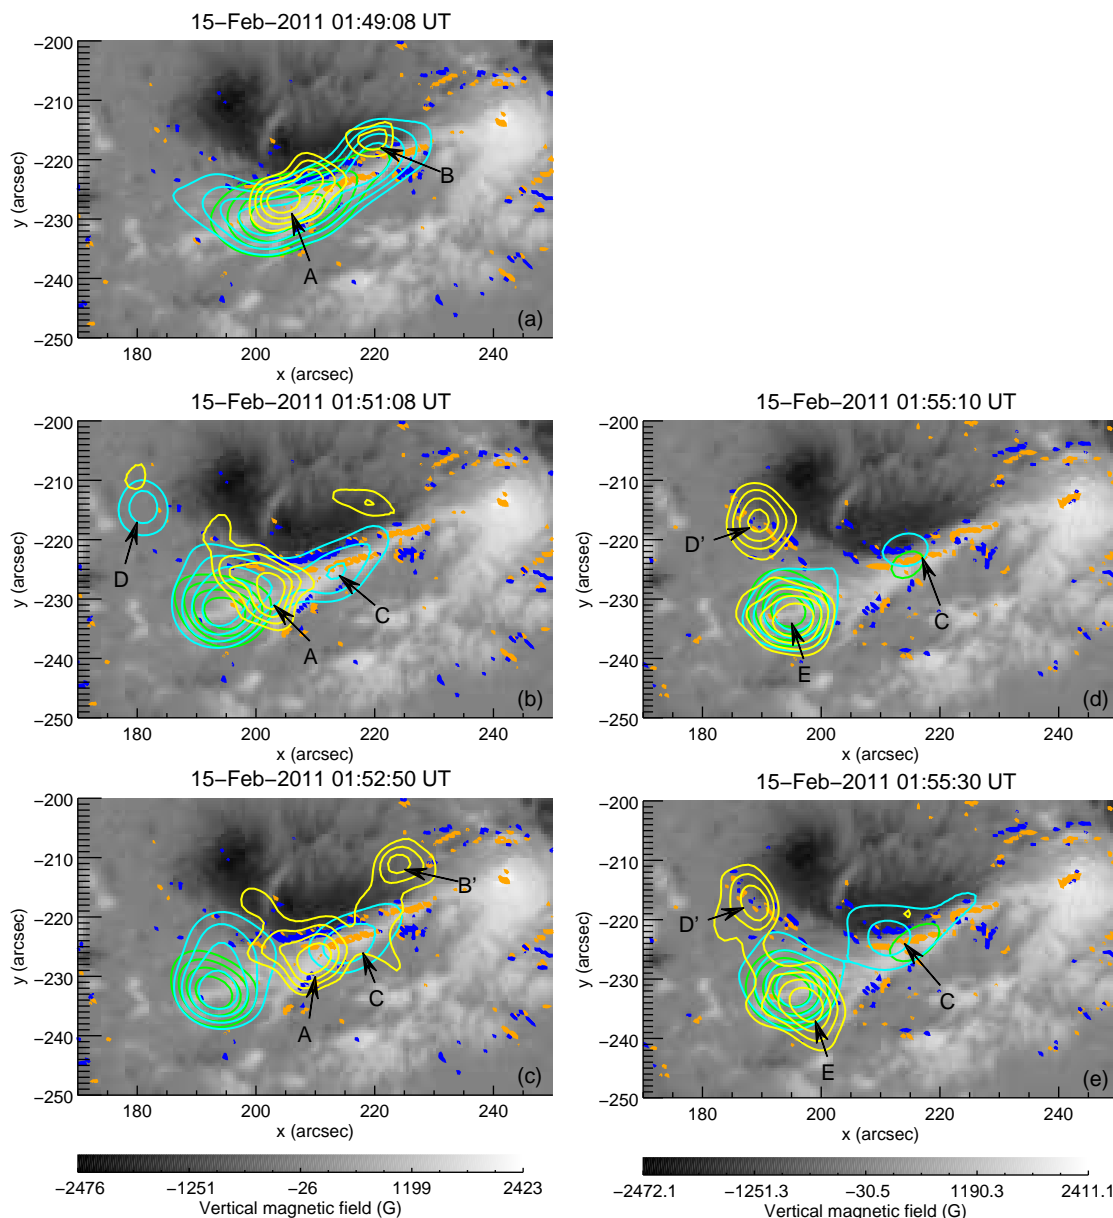 15-Feb-2011 01:49:08 UT
-200
-210
-220
-230
-240
-250
y (arcsec)
B
A
(a)
180 200 220 240
x (arcsec)
15-Feb-2011 01:51:08 UT
-200
-210
-220
-230
-240
-250
y (arcsec)
D
C
A
(b)
180 200 220 240
x (arcsec)
15-Feb-2011 01:52:50 UT
-200
-210
-220
-230
-240
-250
y (arcsec)
B'
C
A
(c)
180 200 220 240
x (arcsec)
-2476 -1251 -26 1199 2423
Vertical magnetic field (G)
15-Feb-2011 01:55:10 UT
-200
-210
-220
-230
-240
-250
y (arcsec)
D'
C
E
(d)
180 200 220 240
x (arcsec)
15-Feb-2011 01:55:30 UT
-200
-210
-220
-230
-240
-250
y (arcsec)
D'
C
E
(e)
180 200 220 240
x (arcsec)
-2472.1 -1251.3 -30.5 1190.3 2411.1
Vertical magnetic field (G)